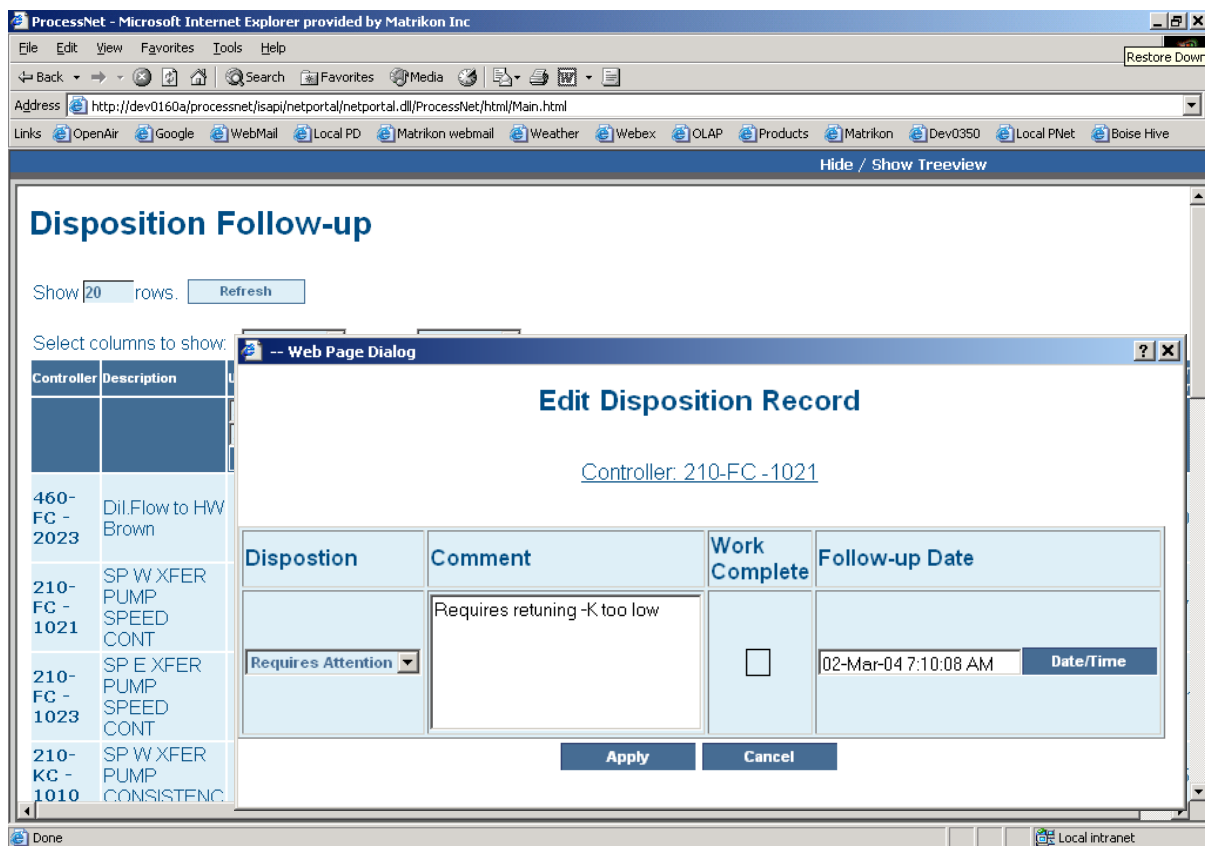 ProcessNet - Microsoft Internet Explorer provided by Matrikon Inc
File Edit View Favorites Tools Help
Restore Down
Back Search Favorites Media
Address http://dev0160a/processnet/isapi/netportal/netportal.dll/ProcessNet/html/Main.html
Links OpenAir Google WebMail Local PD Matrikon webmail Weather Webex OLAP Products Matrikon Dev0350 Local PNet Boise Hive
Hide / Show Treeview
Disposition Follow-up
Show 20 rows. Refresh
Select columns to show:
Controller Description
460-FC -2023
Dil.Flow to HW Brown
210-FC -1021
SP W XFER PUMP SPEED CONT
210-FC -1023
SP E XFER PUMP SPEED CONT
210-KC -1010
SP W XFER PUMP CONSISTENC
-- Web Page Dialog
Edit Disposition Record
Controller: 210-FC -1021
Dispostion Comment Work Complete Follow-up Date
Requires Attention
Requires retuning -K too low
02-Mar-04 7:10:08 AM Date/Time
Apply Cancel
Done Local intranet